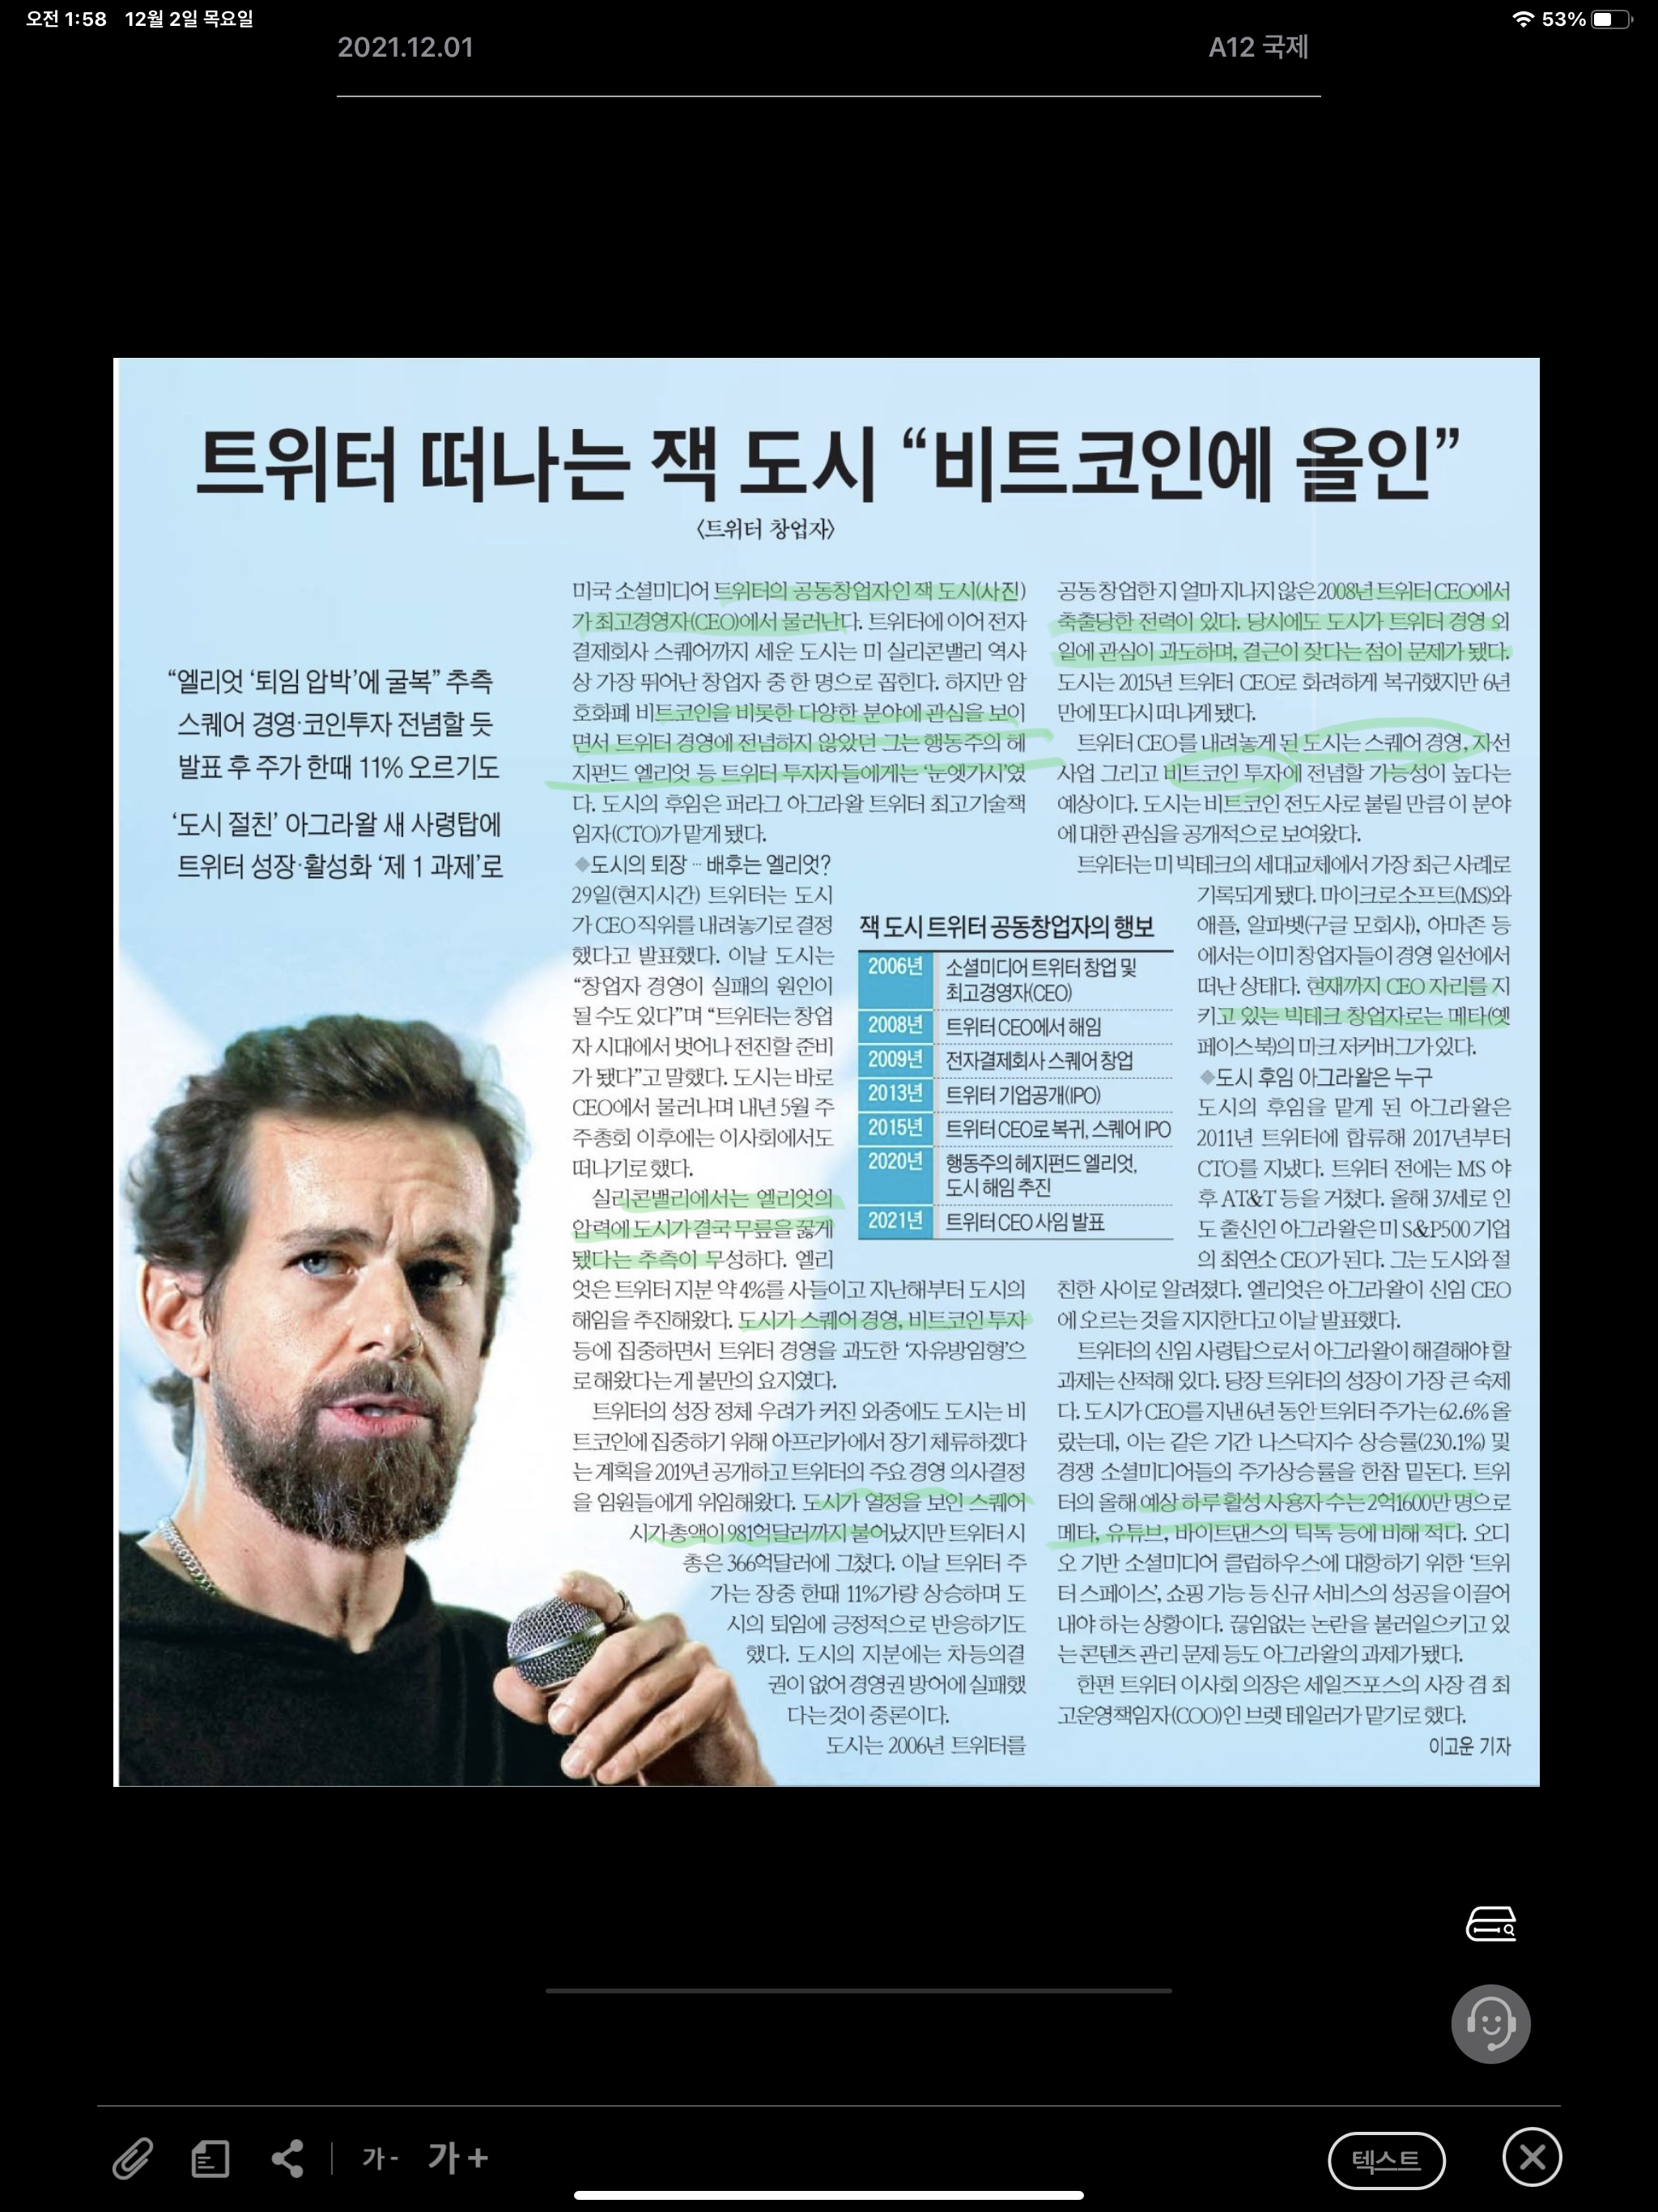 오전 1:58 12월 2일 목요일
53%
2021.12.01
A12 국제
트위터 떠나는 잭 도시 “비트코인에 올인”
〈트위터 창업자〉
“엘리엇 ‘퇴임 압박’에 굴복” 추측
스퀘어 경영·코인투자 전념할 듯
발표 후 주가 한때 11% 오르기도
‘도시 절친’ 아그라왈 새 사령탑에
트위터 성장·활성화 ‘제 1 과제’로
미국 소셜미디어 트위터의 공동창업자인 잭 도시(사진)
가 최고경영자(CEO)에서 물러난다. 트위터에 이어 전자
결제회사 스퀘어까지 세운 도시는 미 실리콘밸리 역사
상 가장 뛰어난 창업자 중 한 명으로 꼽힌다. 하지만 암
호화폐 비트코인을 비롯한 다양한 분야에 관심을 보이
면서 트위터 경영에 전념하지 않았던 그는 행동주의 헤
지펀드 엘리엇 등 트위터 투자자들에게는 ‘눈엣가시’였
다. 도시의 후임은 퍼라그 아그라왈 트위터 최고기술책
임자(CTO)가 맡게 됐다.
◆도시의 퇴장 … 배후는 엘리엇?
29일(현지시간) 트위터는 도시
가 CEO 직위를 내려놓기로 결정
했다고 발표했다. 이날 도시는
“창업자 경영이 실패의 원인이
될 수도 있다”며 “트위터는 창업
자 시대에서 벗어나 전진할 준비
가 됐다”고 말했다. 도시는 바로
CEO에서 물러나며 내년 5월 주
주총회 이후에는 이사회에서도
떠나기로 했다.
실리콘밸리에서는 엘리엇의
압력에 도시가 결국 무릎을 꿇게
됐다는 추측이 무성하다. 엘리
엇은 트위터 지분 약 4%를 사들이고 지난해부터 도시의
해임을 추진해왔다. 도시가 스퀘어 경영, 비트코인 투자
등에 집중하면서 트위터 경영을 과도한 ‘자유방임형’으
로 해왔다는 게 불만의 요지였다.
트위터의 성장 정체 우려가 커진 와중에도 도시는 비
트코인에 집중하기 위해 아프리카에서 장기 체류하겠다
는 계획을 2019년 공개하고 트위터의 주요 경영 의사결정
을 임원들에게 위임해왔다. 도시가 열정을 보인 스퀘어
시가총액이 981억달러까지 불어났지만 트위터 시
총은 366억달러에 그쳤다. 이날 트위터 주
가는 장중 한때 11%가량 상승하며 도
시의 퇴임에 긍정적으로 반응하기도
했다. 도시의 지분에는 차등의결
권이 없어 경영권 방어에 실패했
다는 것이 중론이다.
도시는 2006년 트위터를
공동 창업한 지 얼마 지나지 않은 2008년 트위터 CEO에서
축출당한 전력이 있다. 당시에도 도시가 트위터 경영 외
일에 관심이 과도하며, 결근이 잦다는 점이 문제가 됐다.
도시는 2015년 트위터 CEO로 화려하게 복귀했지만 6년
만에 또다시 떠나게 됐다.
트위터 CEO를 내려놓게 된 도시는 스퀘어 경영, 자선
사업 그리고 비트코인 투자에 전념할 가능성이 높다는
예상이다. 도시는 비트코인 전도사로 불릴 만큼 이 분야
에 대한 관심을 공개적으로 보여왔다.
트위터는 미 빅테크의 세대교체에서 가장 최근 사례로
기록되게 됐다. 마이크로소프트(MS)와
애플, 알파벳(구글 모회사), 아마존 등
에서는 이미 창업자들이 경영 일선에서
떠난 상태다. 현재까지 CEO 자리를 지
키고 있는 빅테크 창업자로는 메타(옛
페이스북)의 마크 저커버그가 있다.
◆도시 후임 아그라왈은 누구
도시의 후임을 맡게 된 아그라왈은
2011년 트위터에 합류해 2017년부터
CTO를 지냈다. 트위터 전에는 MS 야
후 AT&T 등을 거쳤다. 올해 37세로 인
도 출신인 아그라왈은 미 S&P500 기업
의 최연소 CEO가 된다. 그는 도시와 절
친한 사이로 알려졌다. 엘리엇은 아그라왈이 신임 CEO
에 오르는 것을 지지한다고 이날 발표했다.
트위터의 신임 사령탑으로서 아그라왈이 해결해야 할
과제는 산적해 있다. 당장 트위터의 성장이 가장 큰 숙제
다. 도시가 CEO를 지낸 6년 동안 트위터 주가는 62.6% 올
랐는데, 이는 같은 기간 나스닥지수 상승률(230.1%) 및
경쟁 소셜미디어들의 주가상승률을 한참 밑돈다. 트위
터의 올해 예상 하루 활성 사용자 수는 2억1600만 명으로
메타, 유튜브, 바이트댄스의 틱톡 등에 비해 적다. 오디
오 기반 소셜미디어 클럽하우스에 대항하기 위한 ‘트위
터 스페이스’, 쇼핑 기능 등 신규 서비스의 성공을 이끌어
내야 하는 상황이다. 끊임없는 논란을 불러일으키고 있
는 콘텐츠 관리 문제 등도 아그라왈의 과제가 됐다.
한편 트위터 이사회 의장은 세일즈포스의 사장 겸 최
고운영책임자(COO)인 브렛 테일러가 맡기로 했다.
이고운 기자
잭 도시 트위터 공동창업자의 행보
2006년 소셜미디어 트위터 창업 및
최고경영자(CEO)
2008년 트위터 CEO에서 해임
2009년 전자결제회사 스퀘어 창업
2013년 트위터 기업공개(IPO)
2015년 트위터 CEO로 복귀, 스퀘어 IPO
2020년 행동주의 헤지펀드 엘리엇,
도시 해임 추진
2021년 트위터 CEO 사임 발표
가- 가+
텍스트